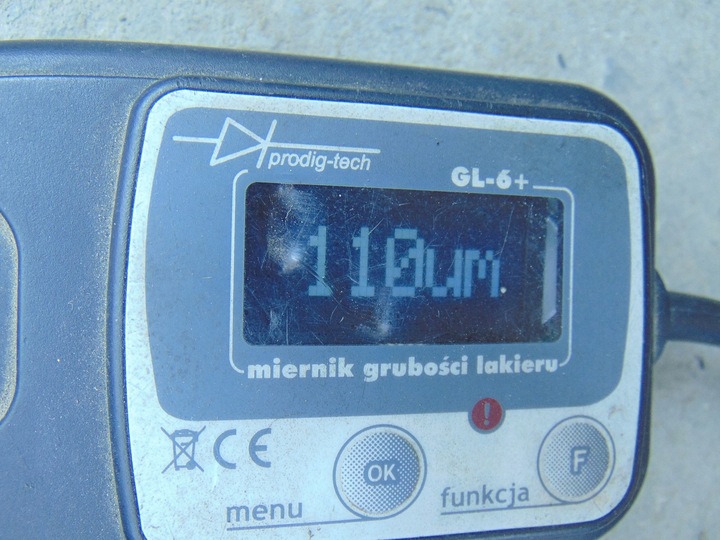 prodig-tech
GL-6+
110um
miernik grubości lakieru
!
CE
OK
F
menu
funkcja